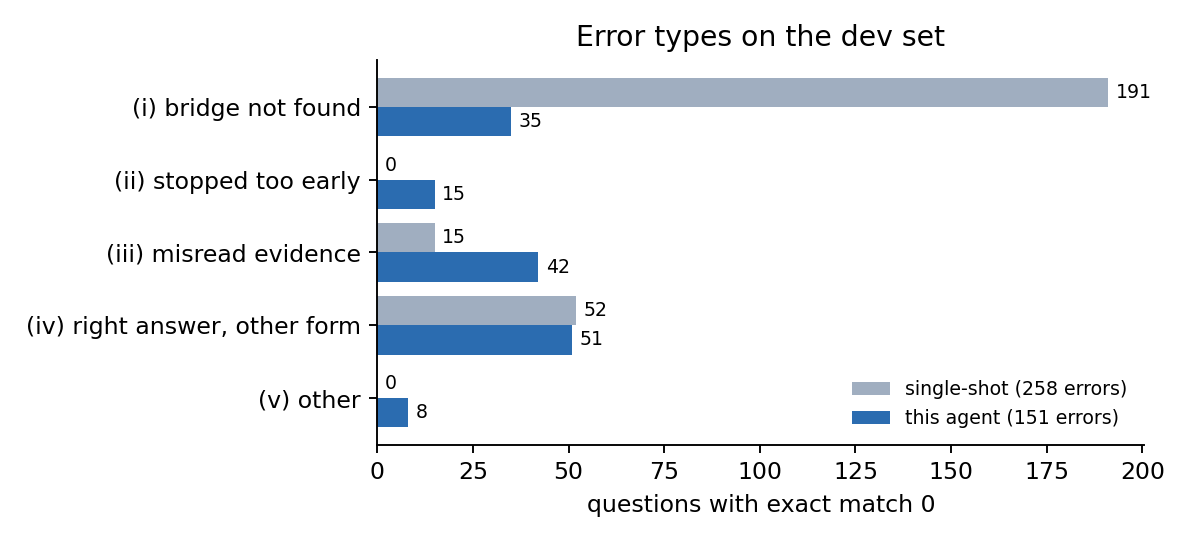 Error types on the dev set
(i) bridge not found
191
35
(ii) stopped too early
0
15
(iii) misread evidence
15
42
(iv) right answer, other form
52
51
(v) other
0
8
single-shot (258 errors)
this agent (151 errors)
0 25 50 75 100 125 150 175 200
questions with exact match 0